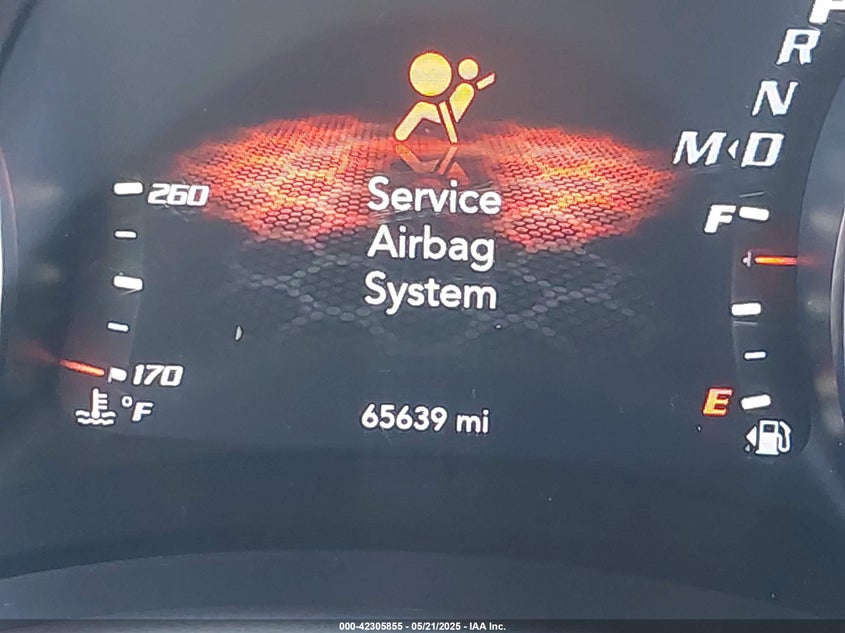 P
R
N
M D
260
Service
F
Airbag
System
170
°F
65639 mi
E
000-42305855 - 05/21/2025 - IAA Inc.